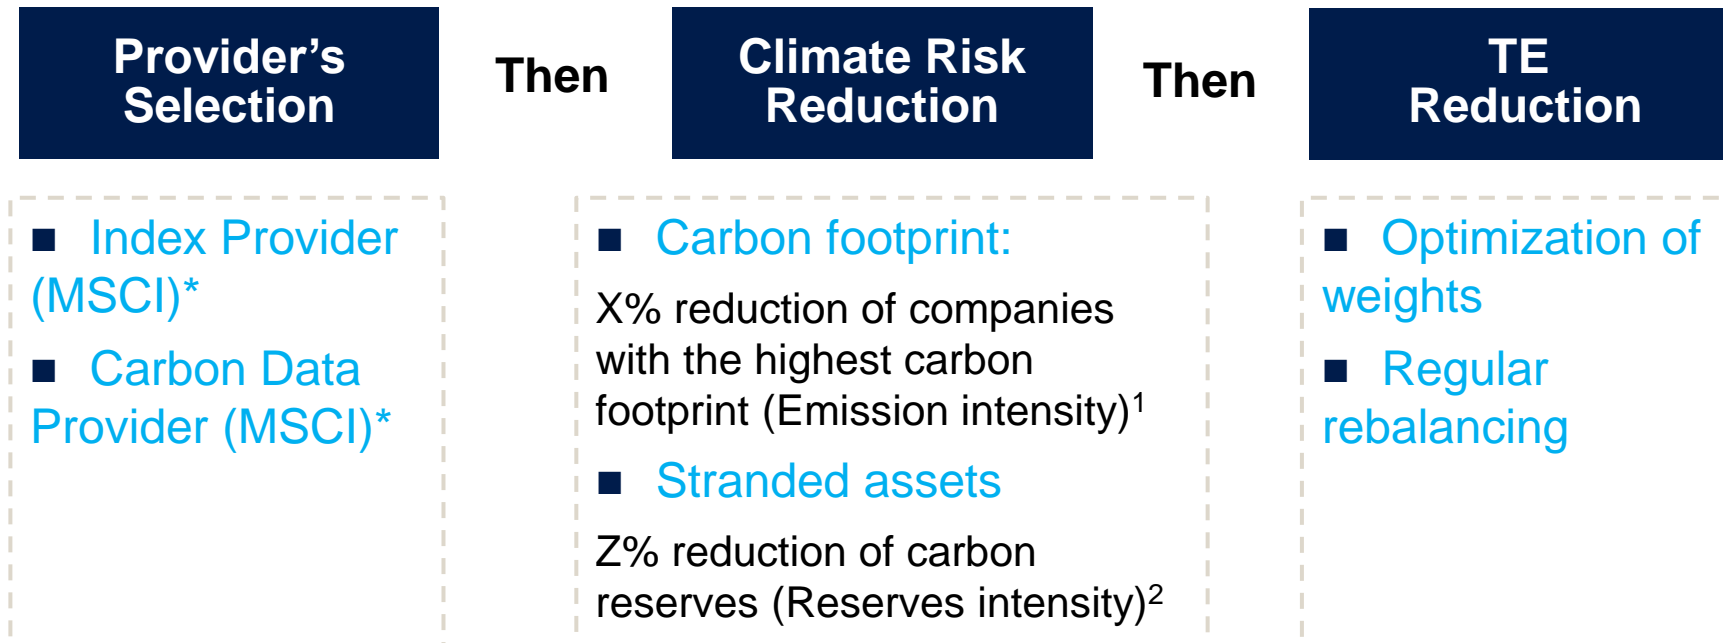 Provider’s
Selection
Then
Climate Risk
Reduction
Then
TE
Reduction
■ Index Provider
(MSCI)*
■ Carbon Data
Provider (MSCI)*
■ Carbon footprint:
X% reduction of companies
with the highest carbon
footprint (Emission intensity)¹
■ Stranded assets
Z% reduction of carbon
reserves (Reserves intensity)²
■ Optimization of
weights
■ Regular
rebalancing